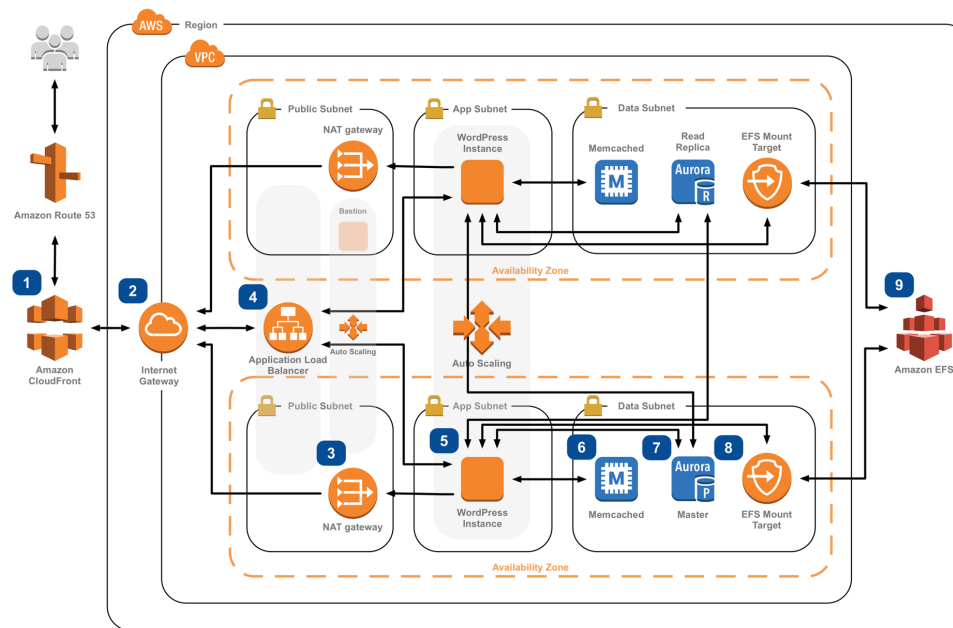 AWS
Region
VPC
Public Subnet
App Subnet
Data Subnet
NAT gateway
WordPress
Instance
Memcached
Read
Replica
EFS Mount
Target
Aurora
M
R
Bastion
Amazon Route 53
Availability Zone
1
2
4
9
Application Load
Balancer
Auto Scaling
Auto Scaling
Amazon
CloudFront
Internet
Gateway
Amazon EFS
Public Subnet
App Subnet
Data Subnet
3
5
6
7
8
M
Aurora
P
NAT gateway
WordPress
Instance
Memcached
Master
EFS Mount
Target
Availability Zone